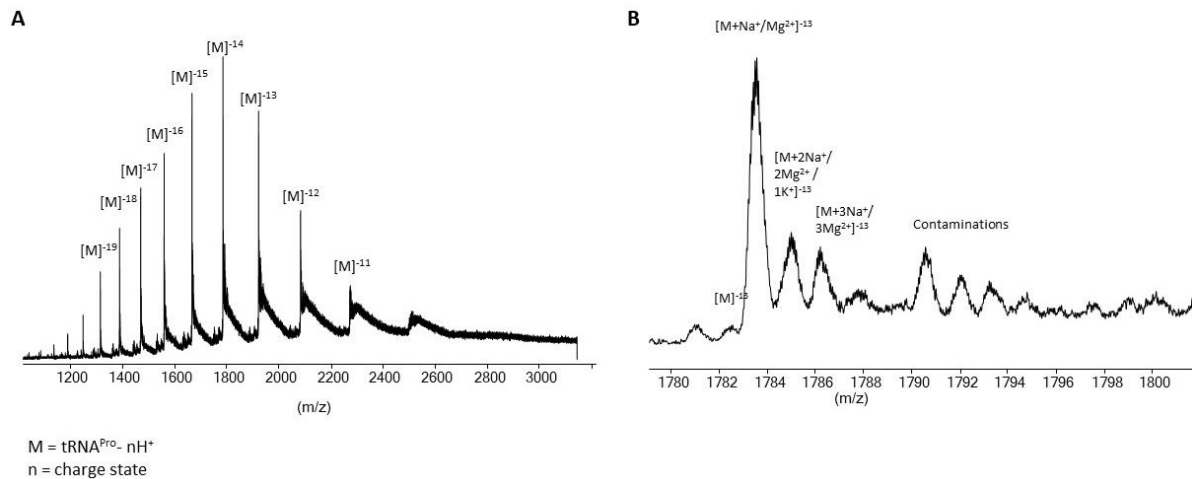 A
[M]⁻¹⁴
[M]⁻¹⁵
[M]⁻¹³
[M]⁻¹⁶
[M]⁻¹⁷
[M]⁻¹⁸
[M]⁻¹²
[M]⁻¹⁹
[M]⁻¹¹
1200 1400 1600 1800 2000 2200 2400 2600 2800 3000
(m/z)
M = tRNAᴾʳᵒ- nH⁺
n = charge state
B
[M+Na⁺/Mg²⁺]⁻¹³
[M+2Na⁺/
2Mg²⁺ /
1K⁺]⁻¹³
[M+3Na⁺/
3Mg²⁺]⁻¹³
Contaminations
[M]⁻¹³
1780 1782 1784 1786 1788 1790 1792 1794 1796 1798 1800
(m/z)